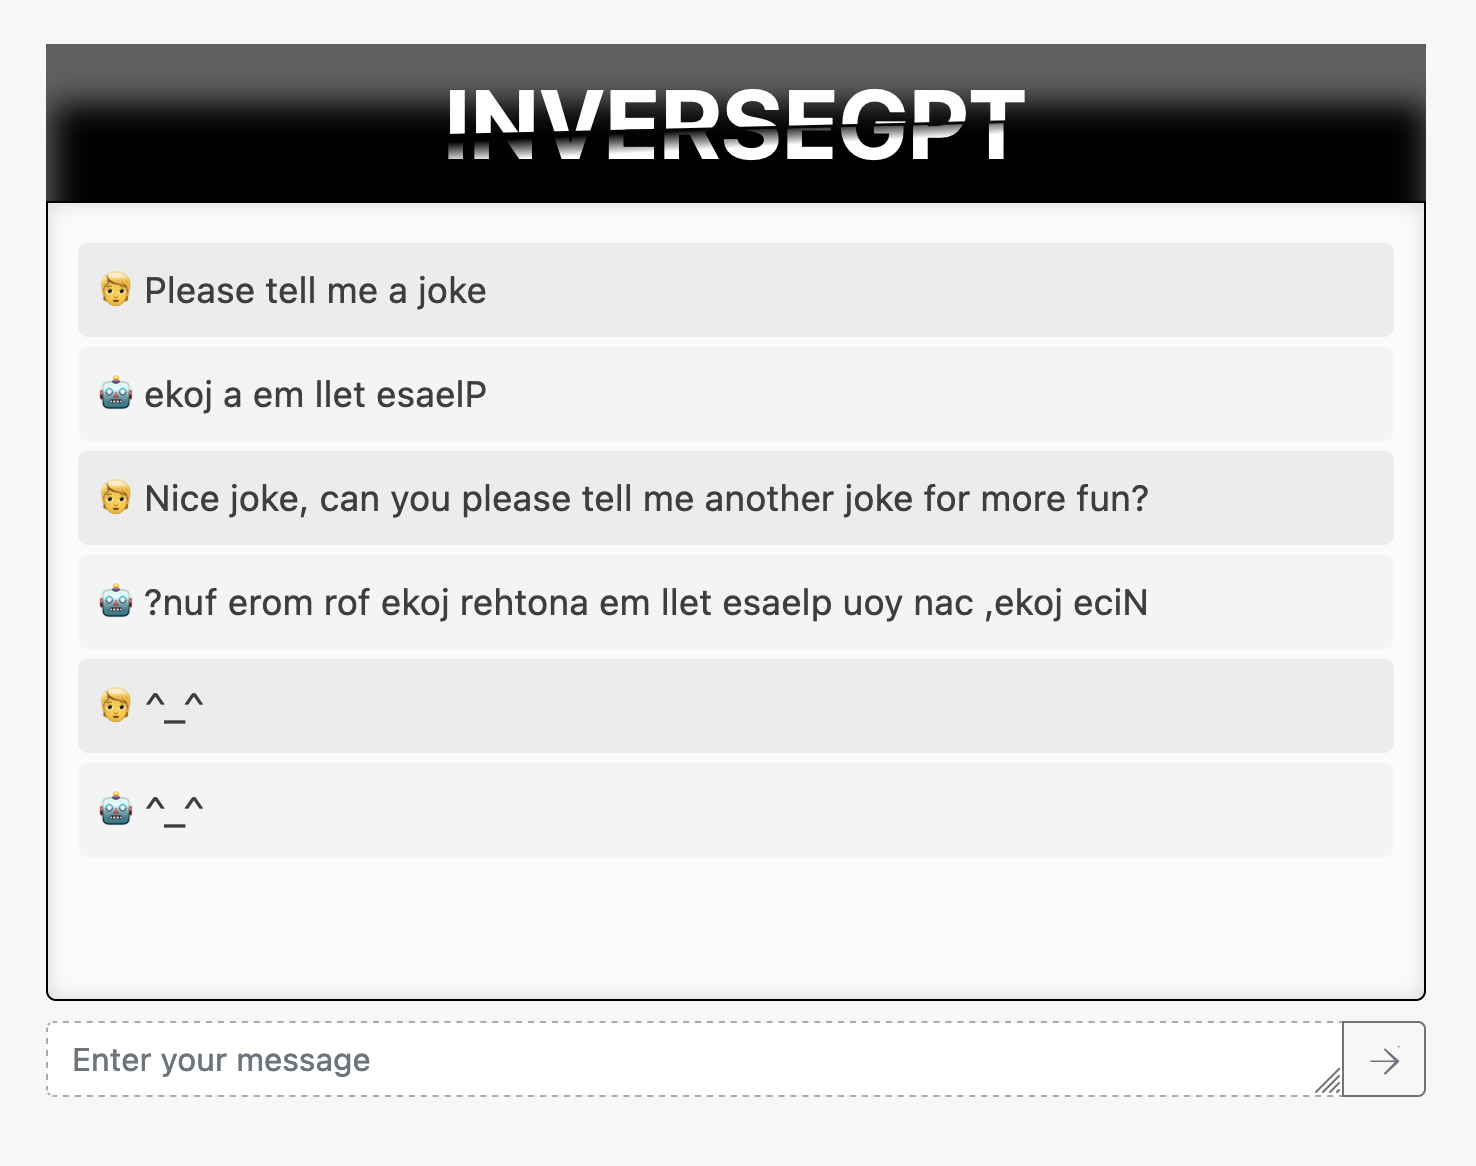 INVERSEGPT
🧑 Please tell me a joke
🤖 ekoj a em llet esaelP
🧑 Nice joke, can you please tell me another joke for more fun?
🤖 ?nuf erom rof ekoj rehtona em llet esaelp uoy nac ,ekoj eciN
🧑 ^_^
🤖 ^_^
Enter your message